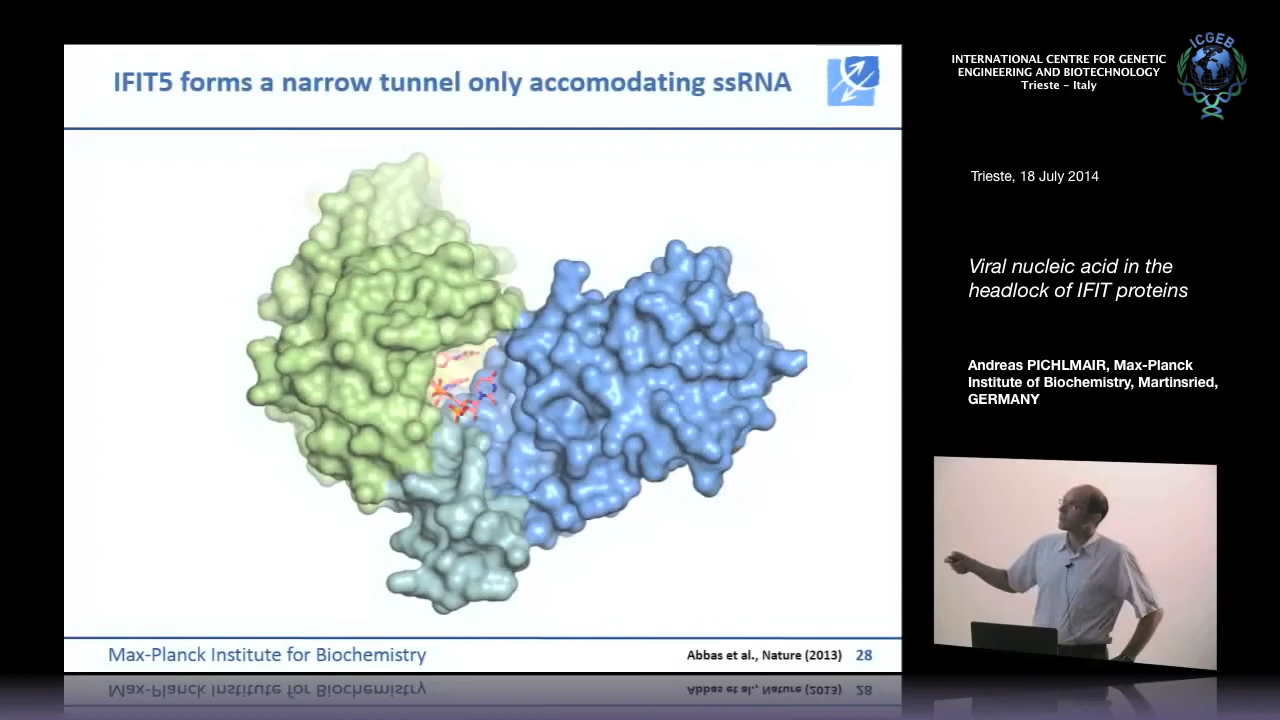 IFIT5 forms a narrow tunnel only accomodating ssRNA
Max-Planck Institute for Biochemistry
Abbas et al., Nature (2013) 28
INTERNATIONAL CENTRE FOR GENETIC
ENGINEERING AND BIOTECHNOLOGY
Trieste - Italy
ICGEB
Trieste, 18 July 2014
Viral nucleic acid in the
headlock of IFIT proteins
Andreas PICHLMAIR, Max-Planck
Institute of Biochemistry, Martinsried,
GERMANY